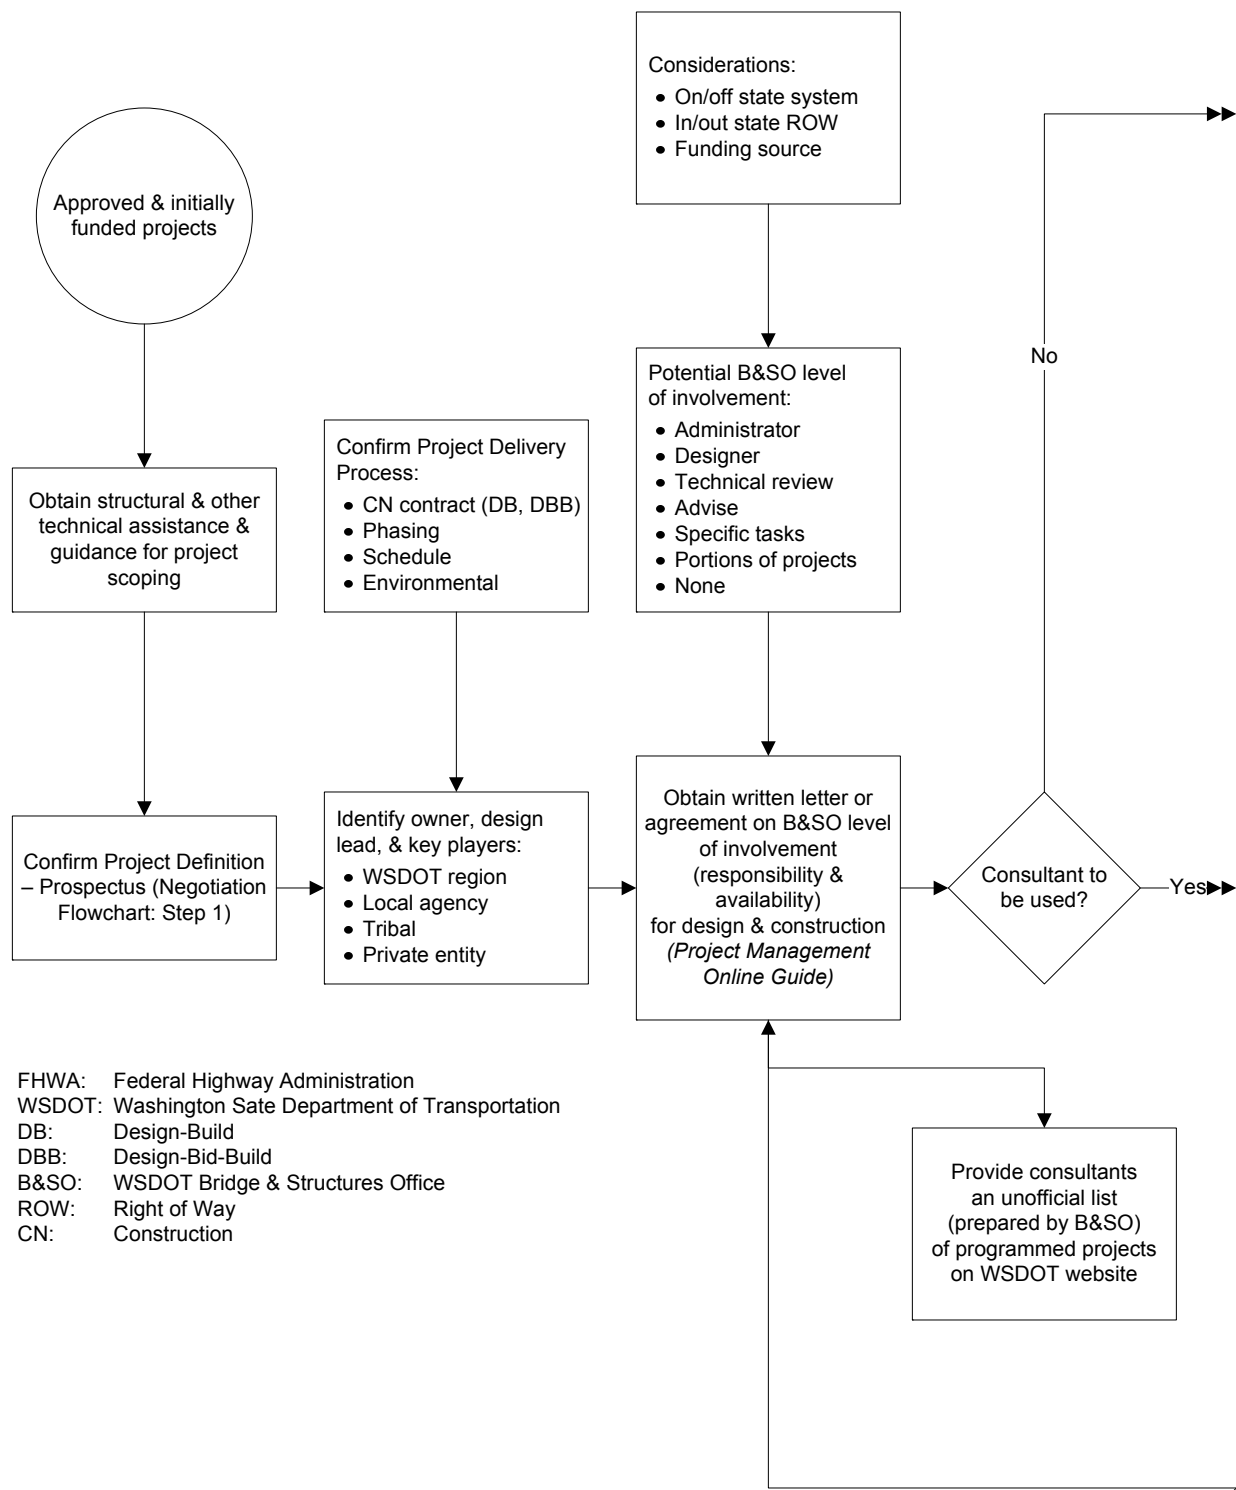 Considerations:
• On/off state system
• In/out state ROW
• Funding source
Approved & initially
funded projects
No
Potential B&SO level
of involvement:
• Administrator
• Designer
• Technical review
• Advise
• Specific tasks
• Portions of projects
• None
Confirm Project Delivery
Process:
• CN contract (DB, DBB)
• Phasing
• Schedule
• Environmental
Obtain structural & other
technical assistance &
guidance for project
scoping
Confirm Project Definition
– Prospectus (Negotiation
Flowchart: Step 1)
Identify owner, design
lead, & key players:
• WSDOT region
• Local agency
• Tribal
• Private entity
Obtain written letter or
agreement on B&SO level
of involvement
(responsibility &
availability)
for design & construction
(Project Management
Online Guide)
Consultant to
be used?
Yes
FHWA: Federal Highway Administration
WSDOT: Washington Sate Department of Transportation
DB: Design-Build
DBB: Design-Bid-Build
B&SO: WSDOT Bridge & Structures Office
ROW: Right of Way
CN: Construction
Provide consultants
an unofficial list
(prepared by B&SO)
of programmed projects
on WSDOT website